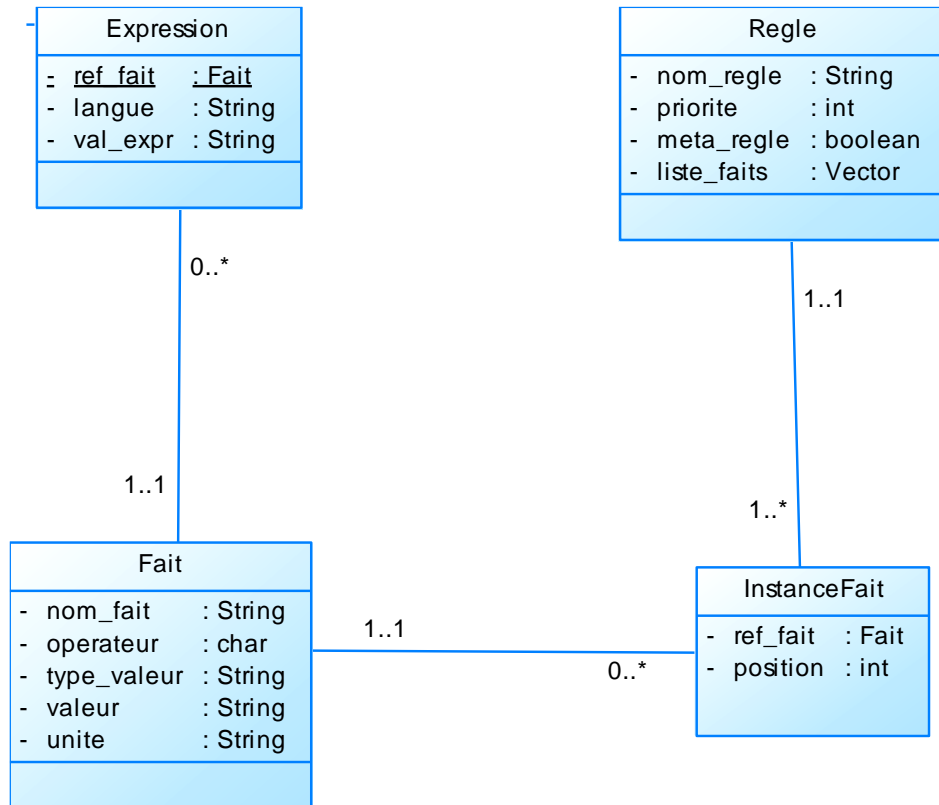 Expression
- ref_fait : Fait
- langue : String
- val_expr : String
Regle
- nom_regle : String
- priorite : int
- meta_regle : boolean
- liste_faits : Vector
0..*
1..1
1..1
1..*
Fait
- nom_fait : String
- operateur : char
- type_valeur : String
- valeur : String
- unite : String
1..1
0..*
InstanceFait
- ref_fait : Fait
- position : int